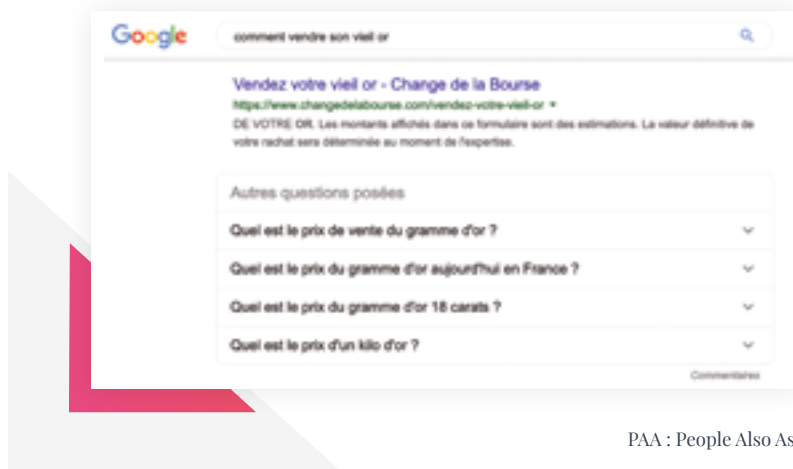 Google
comment vendre son vieil or
Vendez votre vieil or - Change de la Bourse
https://www.changedelabourse.com/vendez-votre-vieil-or
DE VOTRE OR. Les montants affichés dans ce formulaire sont des estimations. La valeur définitive de
votre rachat sera déterminée au moment de l'expertise.
Autres questions posées
Quel est le prix de vente du gramme d'or ?
Quel est le prix du gramme d'or aujourd'hui en France ?
Quel est le prix du gramme d'or 18 carats ?
Quel est le prix d'un kilo d'or ?
Commentaires
PAA : People Also As